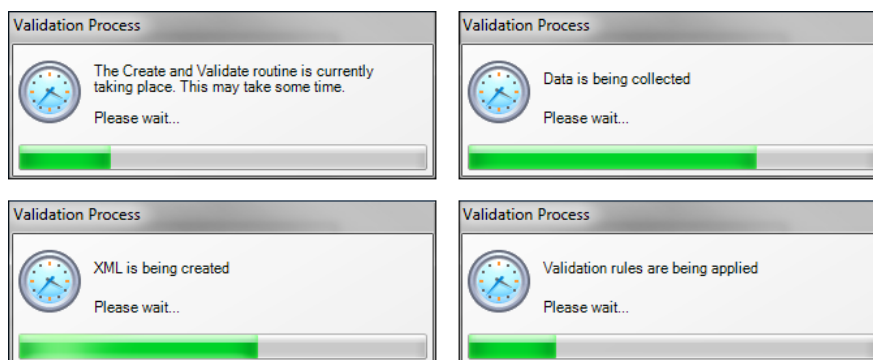 Validation Process
The Create and Validate routine is currently
taking place. This may take some time.
Please wait...
Validation Process
Data is being collected
Please wait...
Validation Process
XML is being created
Please wait...
Validation Process
Validation rules are being applied
Please wait...